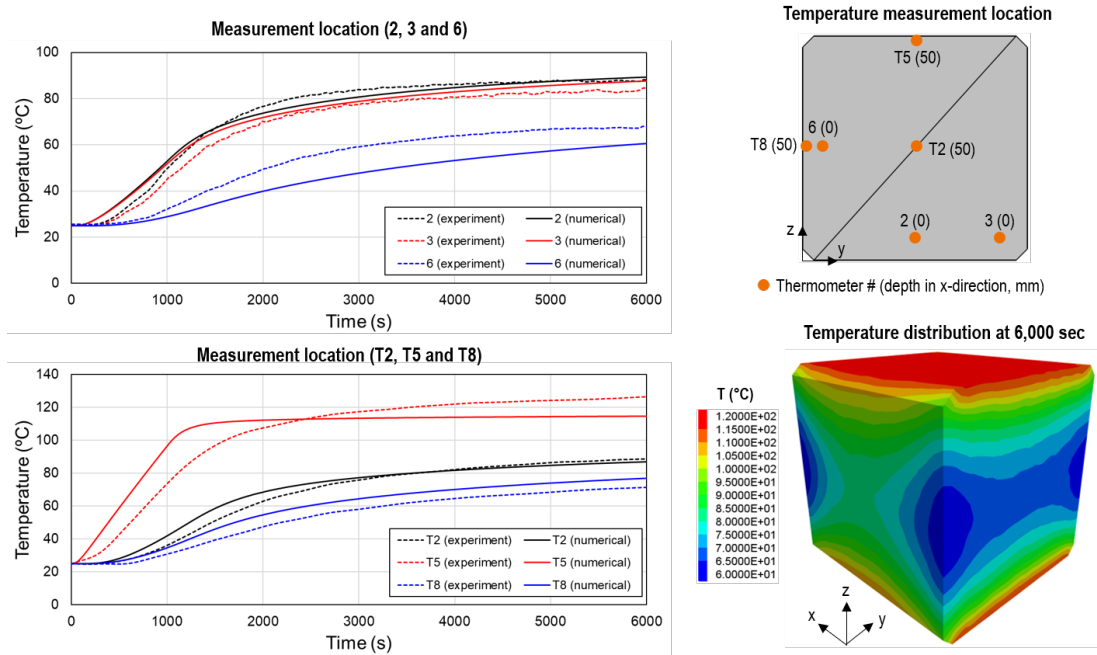 Measurement location (2, 3 and 6)
Temperature (ºC)
100
80
60
40
20
0
2 (experiment) 2 (numerical)
3 (experiment) 3 (numerical)
6 (experiment) 6 (numerical)
0 1000 2000 3000 4000 5000 6000
Time (s)
Temperature measurement location
T5 (50)
6 (0)
T8 (50)
T2 (50)
2 (0) 3 (0)
z
y
Thermometer # (depth in x-direction, mm)
Measurement location (T2, T5 and T8)
Temperature (ºC)
140
120
100
80
60
40
20
0
T2 (experiment) T2 (numerical)
T5 (experiment) T5 (numerical)
T8 (experiment) T8 (numerical)
0 1000 2000 3000 4000 5000 6000
Time (s)
Temperature distribution at 6,000 sec
T (°C)
1.2000E+02
1.1500E+02
1.1000E+02
1.0500E+02
1.0000E+02
9.5000E+01
9.0000E+01
8.5000E+01
8.0000E+01
7.5000E+01
7.0000E+01
6.5000E+01
6.0000E+01
z
x y